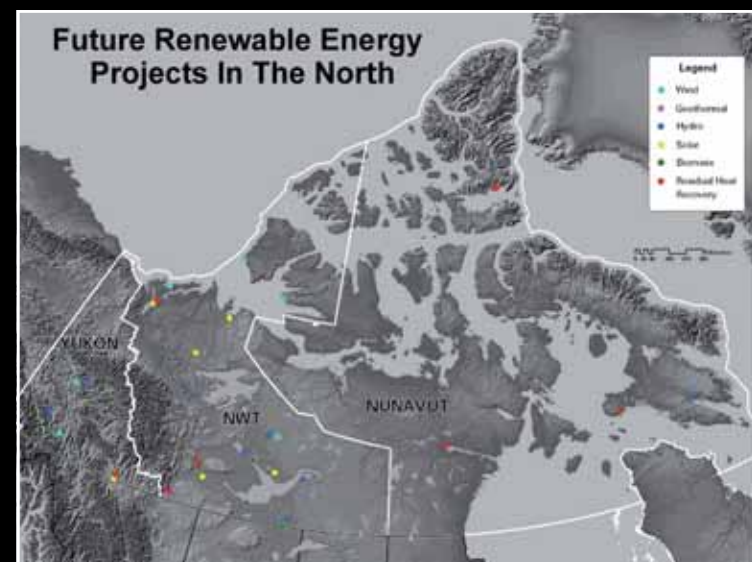 Future Renewable Energy
Projects In The North
Legend
Wind
Geothermal
Hydro
Solar
Biomass
Residual Heat
Recovery
YUKON
NWT
NUNAVUT